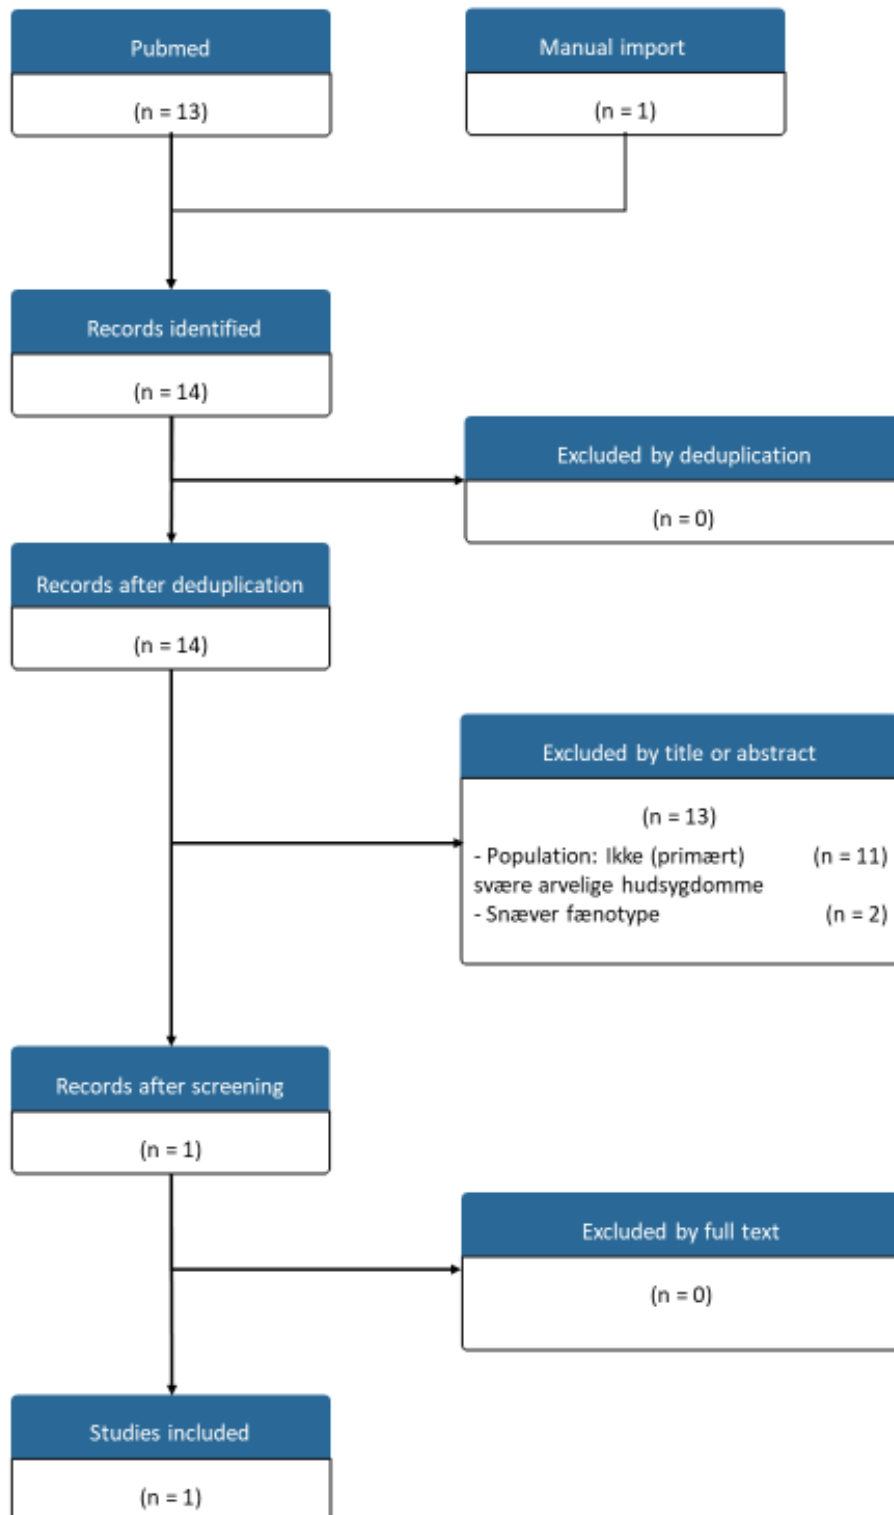 Pubmed
(n = 13)
Manual import
(n = 1)
Records identified
(n = 14)
Excluded by deduplication
(n = 0)
Records after deduplication
(n = 14)
Excluded by title or abstract
(n = 13)
- Population: Ikke (primært) (n = 11)
svære arvelige hudsygdomme
- Snæver fænotype (n = 2)
Records after screening
(n = 1)
Excluded by full text
(n = 0)
Studies included
(n = 1)